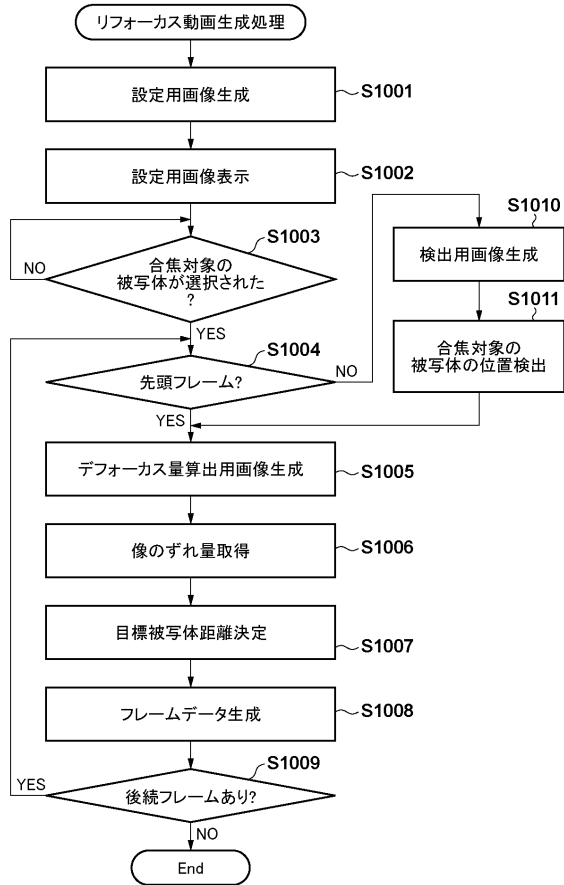 リフォーカス動画生成処理
設定用画像生成
S1001
設定用画像表示
S1002
S1003
合焦対象の
被写体が選択された
?
NO
YES
S1004
先頭フレーム?
NO
YES
S1010
検出用画像生成
S1011
合焦対象の
被写体の位置検出
デフォーカス量算出用画像生成
S1005
像のずれ量取得
S1006
目標被写体距離決定
S1007
フレームデータ生成
S1008
S1009
後続フレームあり?
YES
NO
End